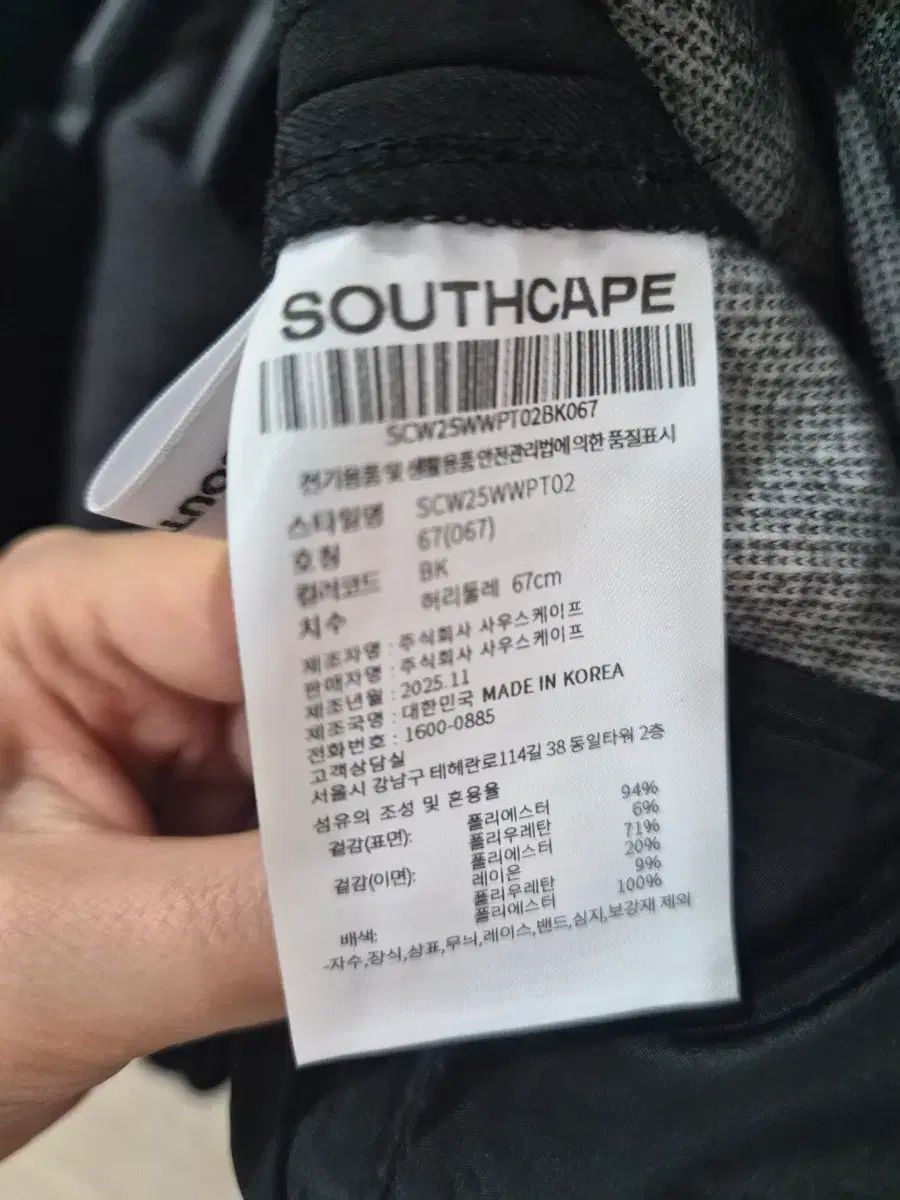 SOUTHCAPE
SCW25WWPT02BK067
전기용품 및 생활용품 안전관리법에 의한 품질표시
스타일명 SCW25WWPT02
호칭 67(067)
컬러코드 BK
치수 허리둘레 67cm
제조자명 : 주식회사 사우스케이프
판매자명 : 주식회사 사우스케이프
제조년월 : 2025.11
제조국명 : 대한민국 MADE IN KOREA
전화번호 : 1600-0885
고객상담실
서울시 강남구 테헤란로114길 38 동일타워 2층
섬유의 조성 및 혼용율
겉감(표면): 폴리에스터 94%
폴리우레탄 6%
겉감(이면): 폴리에스터 71%
레이온 20%
폴리우레탄 9%
배색: 폴리에스터 100%
-자수,장식,상표,무늬,레이스,밴드,심지,보강재 제외